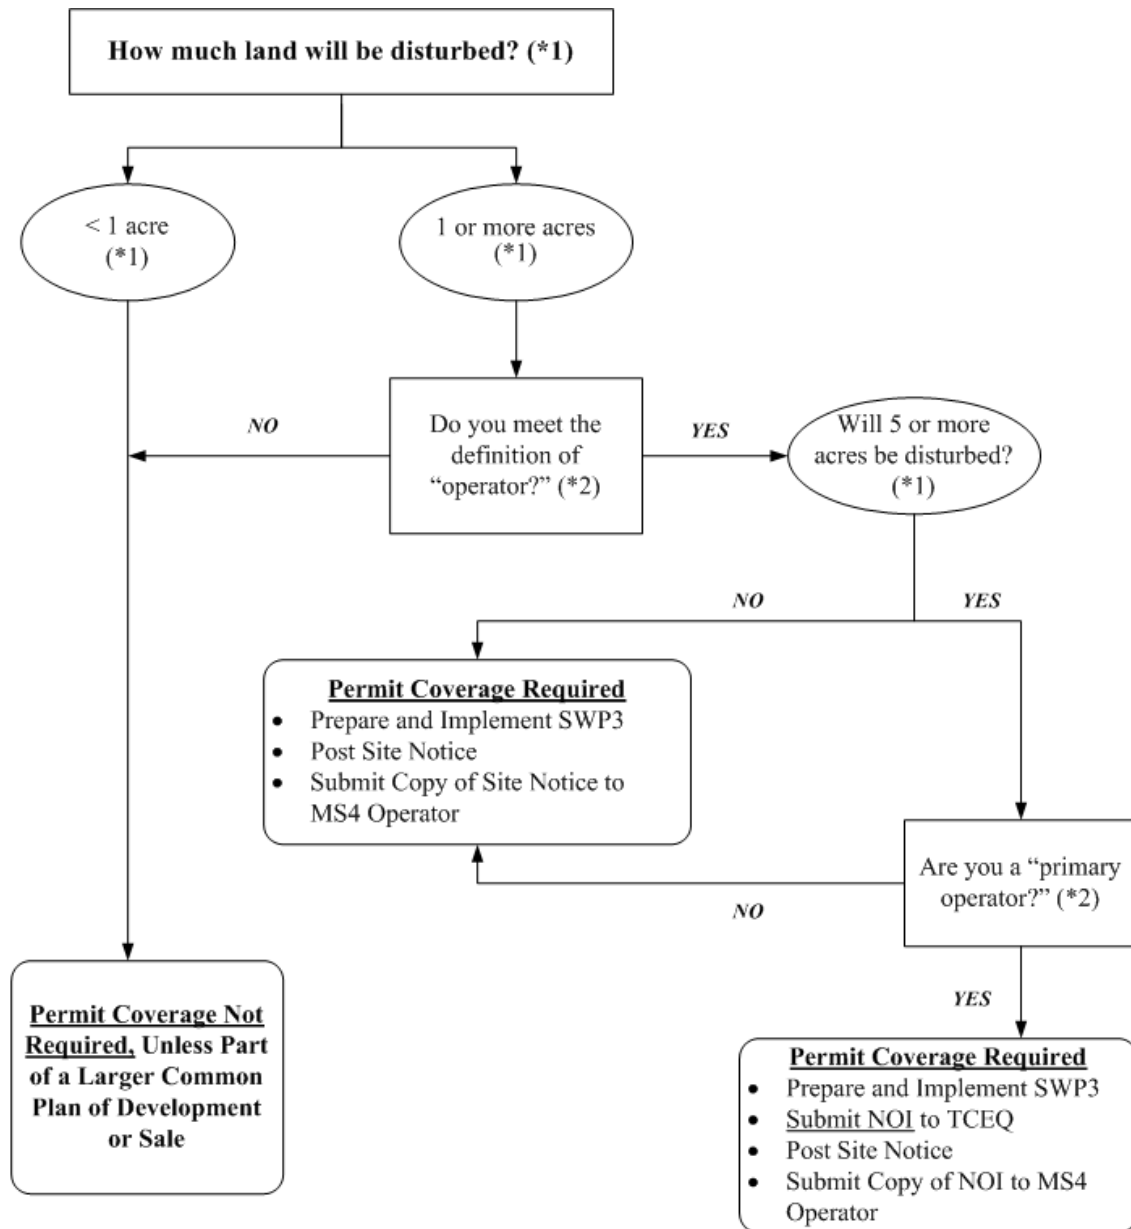 How much land will be disturbed? (*1)
< 1 acre
(*1)
1 or more acres
(*1)
Do you meet the
definition of
“operator?” (*2)
NO
YES
Will 5 or more
acres be disturbed?
(*1)
NO
YES
Permit Coverage Required
• Prepare and Implement SWP3
• Post Site Notice
• Submit Copy of Site Notice to
MS4 Operator
Are you a “primary
operator?” (*2)
NO
YES
Permit Coverage Not
Required, Unless Part
of a Larger Common
Plan of Development
or Sale
Permit Coverage Required
• Prepare and Implement SWP3
• Submit NOI to TCEQ
• Post Site Notice
• Submit Copy of NOI to MS4
Operator